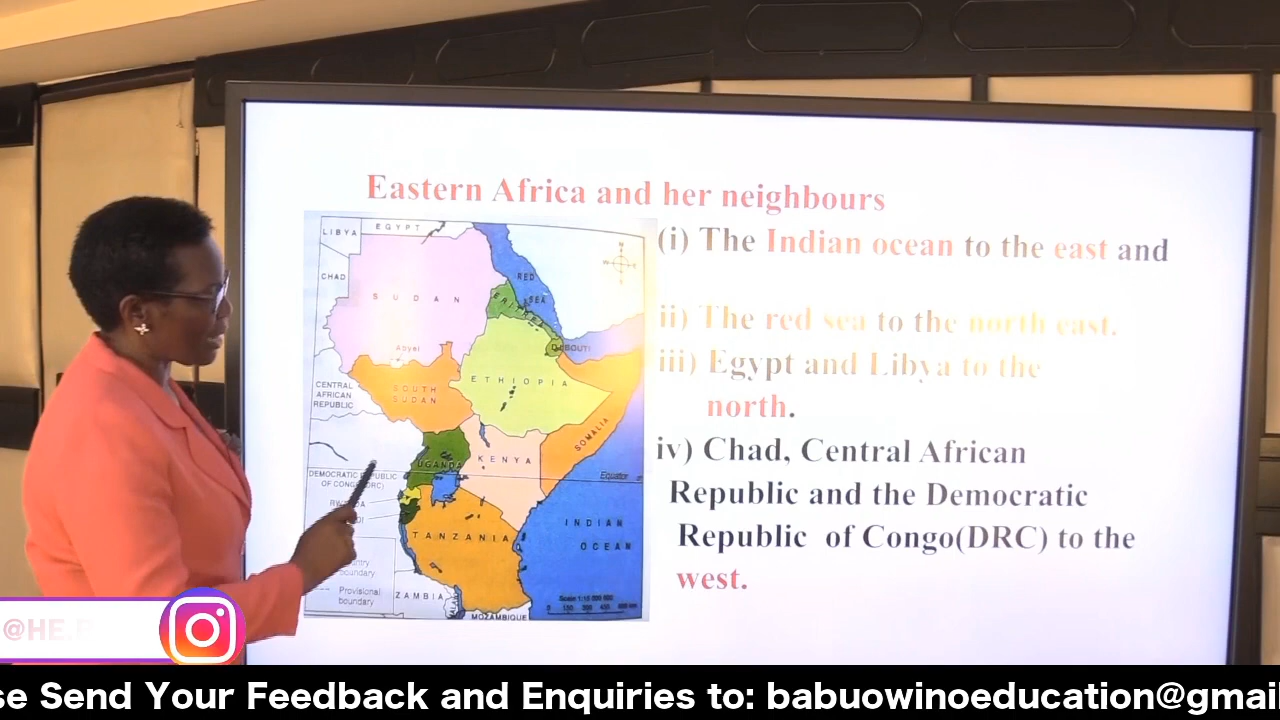 Eastern Africa and her neighbours
(i) The Indian ocean to the east and
ii) The red sea to the north east.
iii) Egypt and Libya to the
north.
iv) Chad, Central African
Republic and the Democratic
Republic of Congo(DRC) to the
west.
LIBYA
EGYPT
CHAD
RED
SEA
SUDAN
ERITREA
N
W
E
DJIBOUTI
Abyei
ETHIOPIA
CENTRAL
AFRICAN
REPUBLIC
SOUTH
SUDAN
SOMALIA
KENYA
UGANDA
Equator
DEMOCRATIC REPUBLIC
OF CONGO (DRC)
INDIAN
OCEAN
TANZANIA
boundary
Provisional
boundary
ZAMBIA
MOZAMBIQUE
@HE.
se Send Your Feedback and Enquiries to: babuowinoeducation@gmail